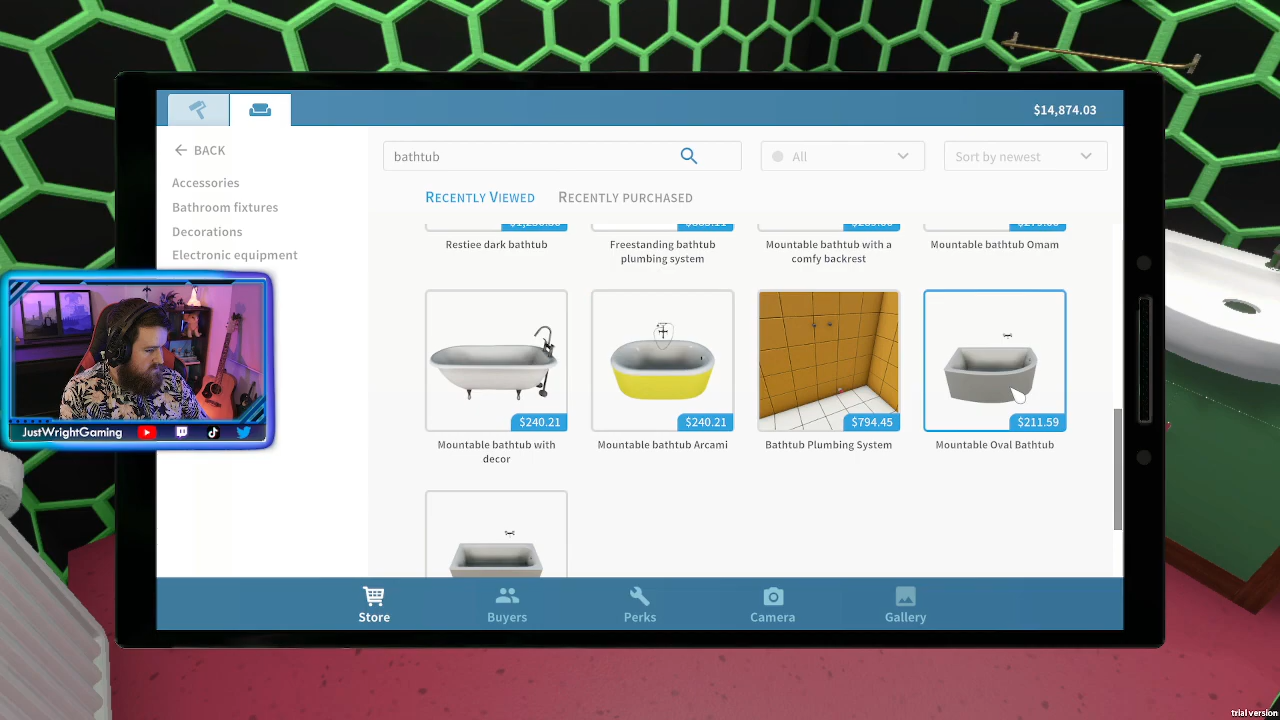 $14,874.03
BACK
bathtub
All
Sort by newest
Accessories
Bathroom fixtures
Decorations
Electronic equipment
RECENTLY VIEWED
RECENTLY PURCHASED
Restiee dark bathtub
Freestanding bathtub
plumbing system
Mountable bathtub with a
comfy backrest
Mountable bathtub Omam
$240.21
Mountable bathtub with
decor
$240.21
Mountable bathtub Arcami
$794.45
Bathtub Plumbing System
$211.59
Mountable Oval Bathtub
JustWrightGaming
Store
Buyers
Perks
Camera
Gallery
trial version